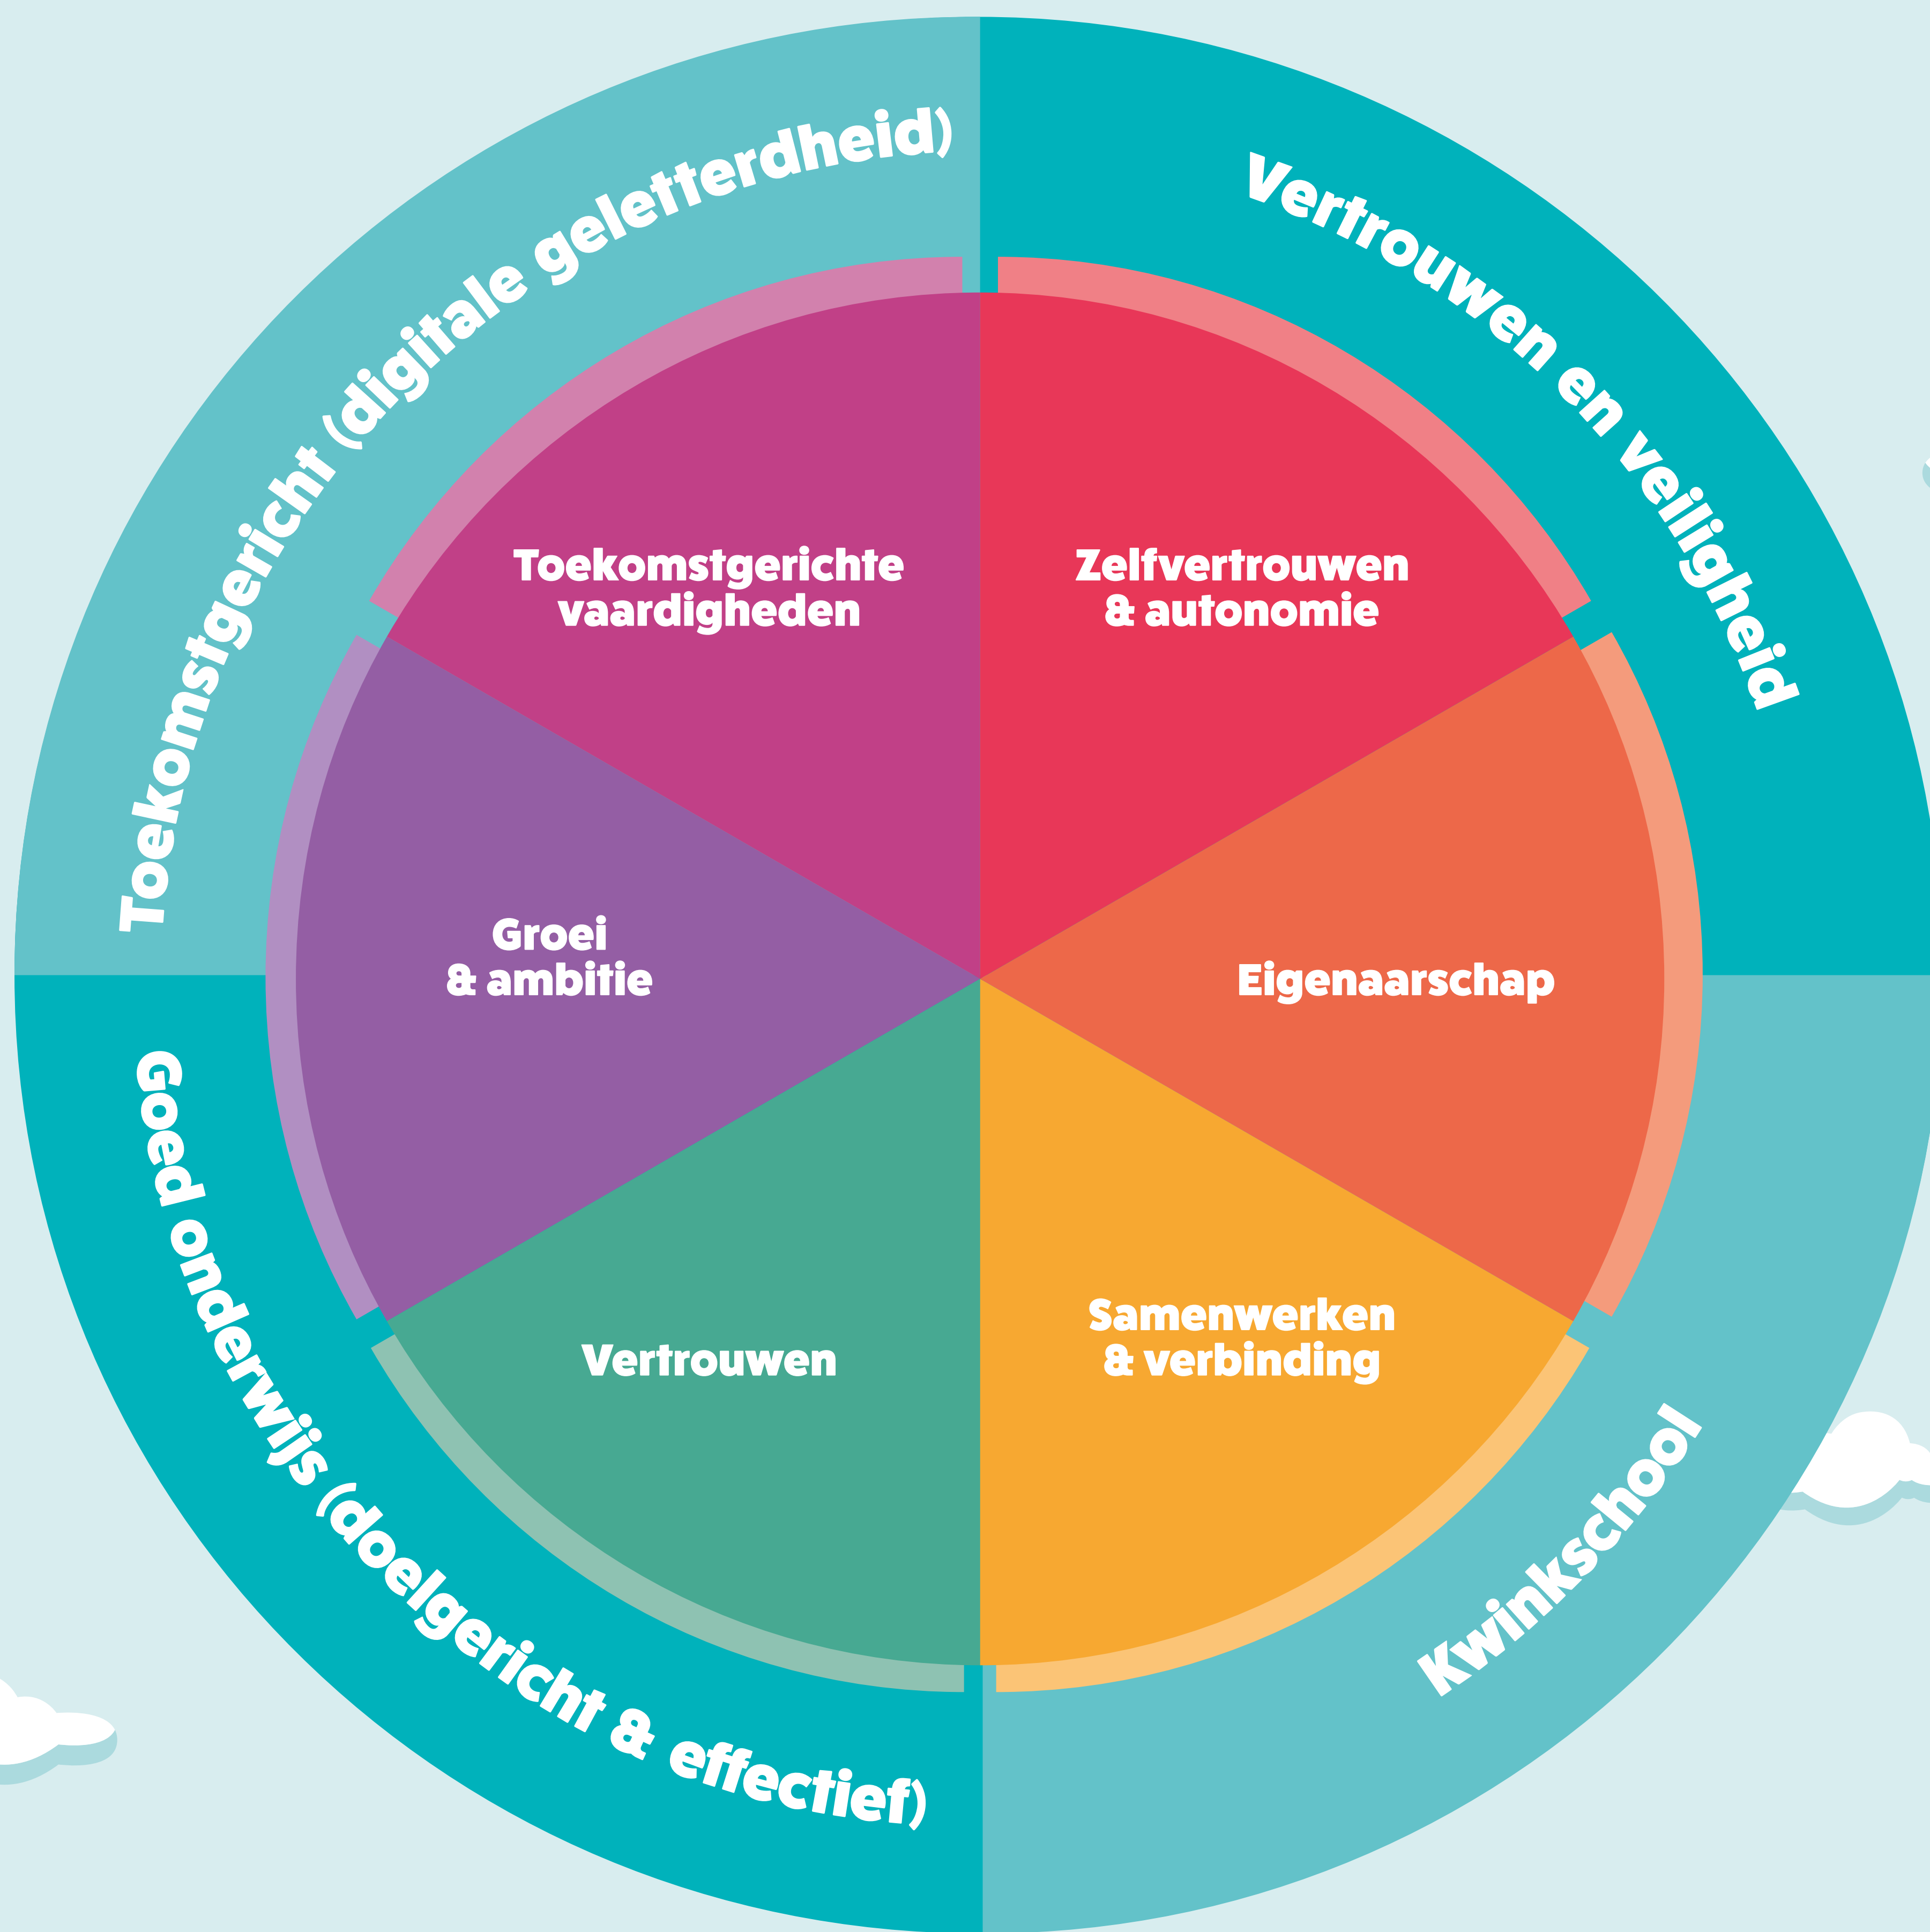 Toekomstgericht (digitale geletterdheid)
Vertrouwen en veiligheid
Toekomstgerichte
vaardigheden
Zelfvertrouwen
& autonomie
Groei
& ambitie
Eigenaarschap
Vertrouwen
Samenwerken
& verbinding
Goed onderwijs (doelgericht & effectief)
Kwinkschool